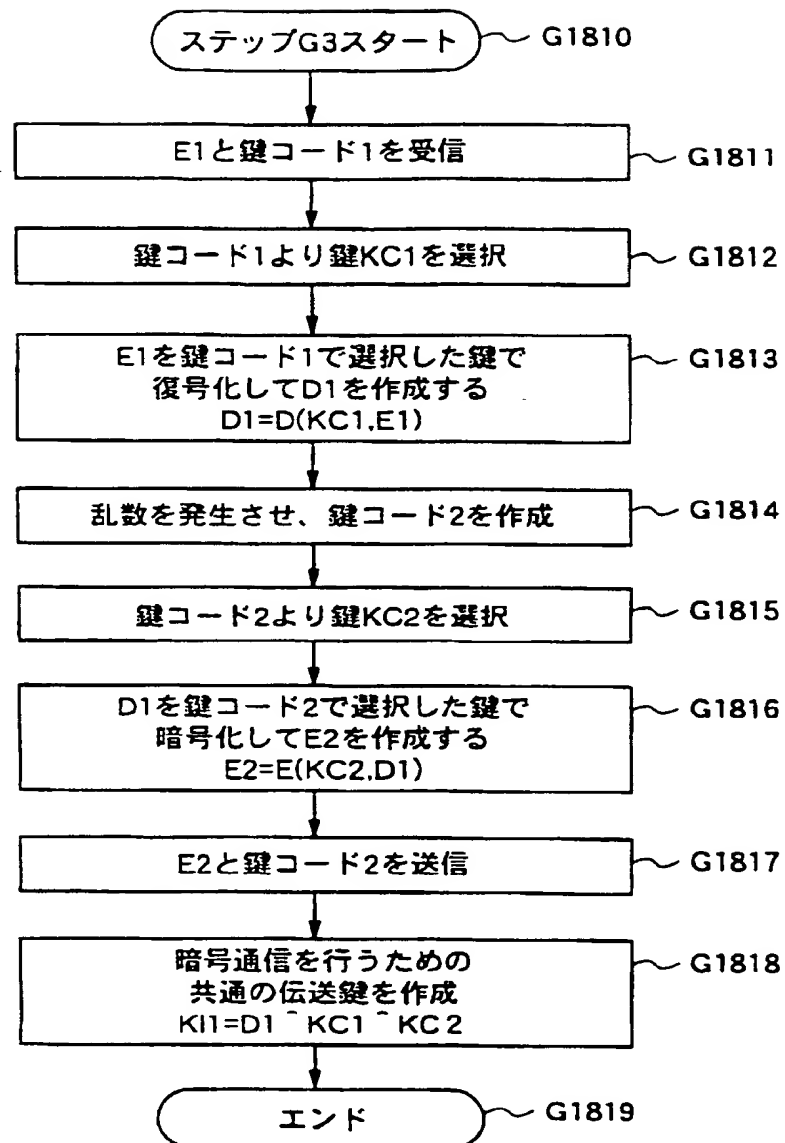 ステップG3スタート G1810
E1と鍵コード1を受信 G1811
鍵コード1より鍵KC1を選択 G1812
E1を鍵コード1で選択した鍵で G1813
復号化してD1を作成する
D1=D(KC1,E1)
乱数を発生させ、鍵コード2を作成 G1814
鍵コード2より鍵KC2を選択 G1815
D1を鍵コード2で選択した鍵で G1816
暗号化してE2を作成する
E2=E(KC2,D1)
E2と鍵コード2を送信 G1817
暗号通信を行うための G1818
共通の伝送鍵を作成
KI1=D1^KC1^KC2
エンド G1819